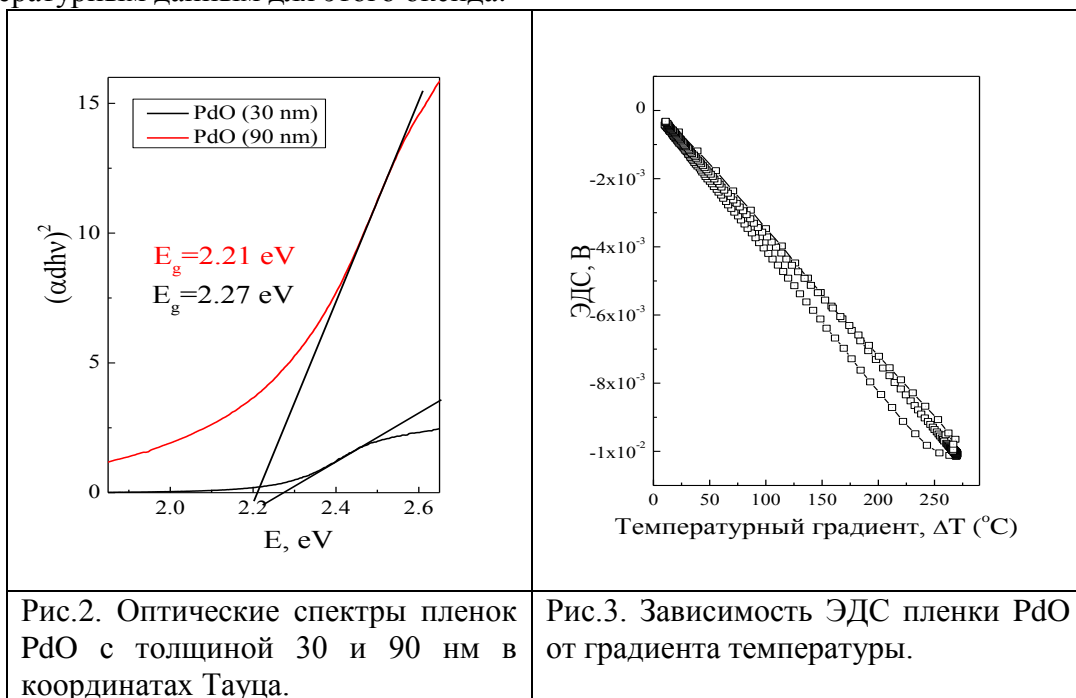 15
10
5
0
PdO (30 nm)
PdO (90 nm)
E_g=2.21 eV
E_g=2.27 eV
(αdhν)²
2.0 2.2 2.4 2.6
E, eV
0
-2x10⁻³
-4x10⁻³
-6x10⁻³
-8x10⁻³
-1x10⁻²
ЭДС, В
0 50 100 150 200 250
Температурный градиент, ΔT (°C)
Рис.2. Оптические спектры пленок
PdO с толщиной 30 и 90 нм в
координатах Тауца.
Рис.3. Зависимость ЭДС пленки PdO
от градиента температуры.